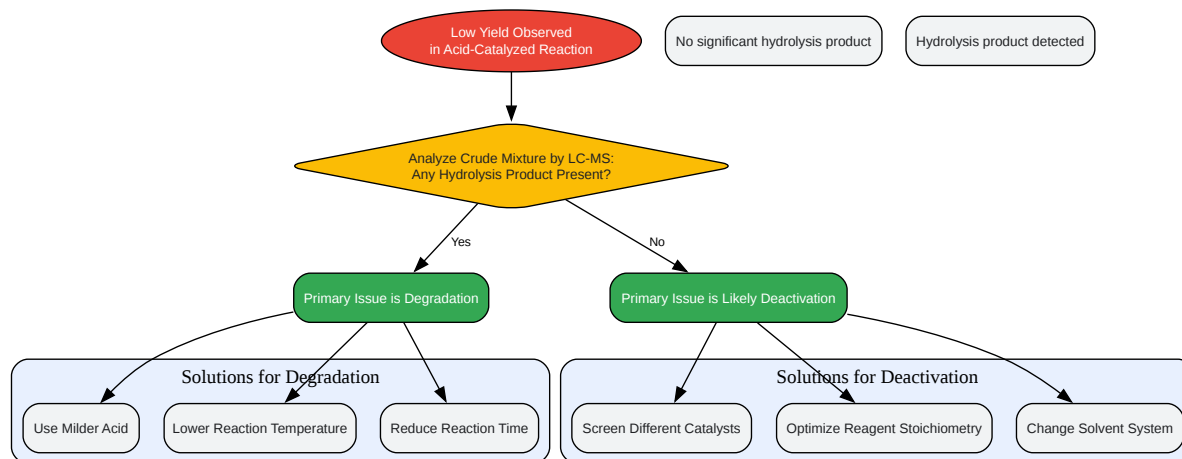 Low Yield Observed
in Acid-Catalyzed Reaction
No significant hydrolysis product
Hydrolysis product detected
Analyze Crude Mixture by LC-MS:
Any Hydrolysis Product Present?
Yes
No
Primary Issue is Degradation
Primary Issue is Likely Deactivation
Solutions for Degradation
Use Milder Acid
Lower Reaction Temperature
Reduce Reaction Time
Solutions for Deactivation
Screen Different Catalysts
Optimize Reagent Stoichiometry
Change Solvent System